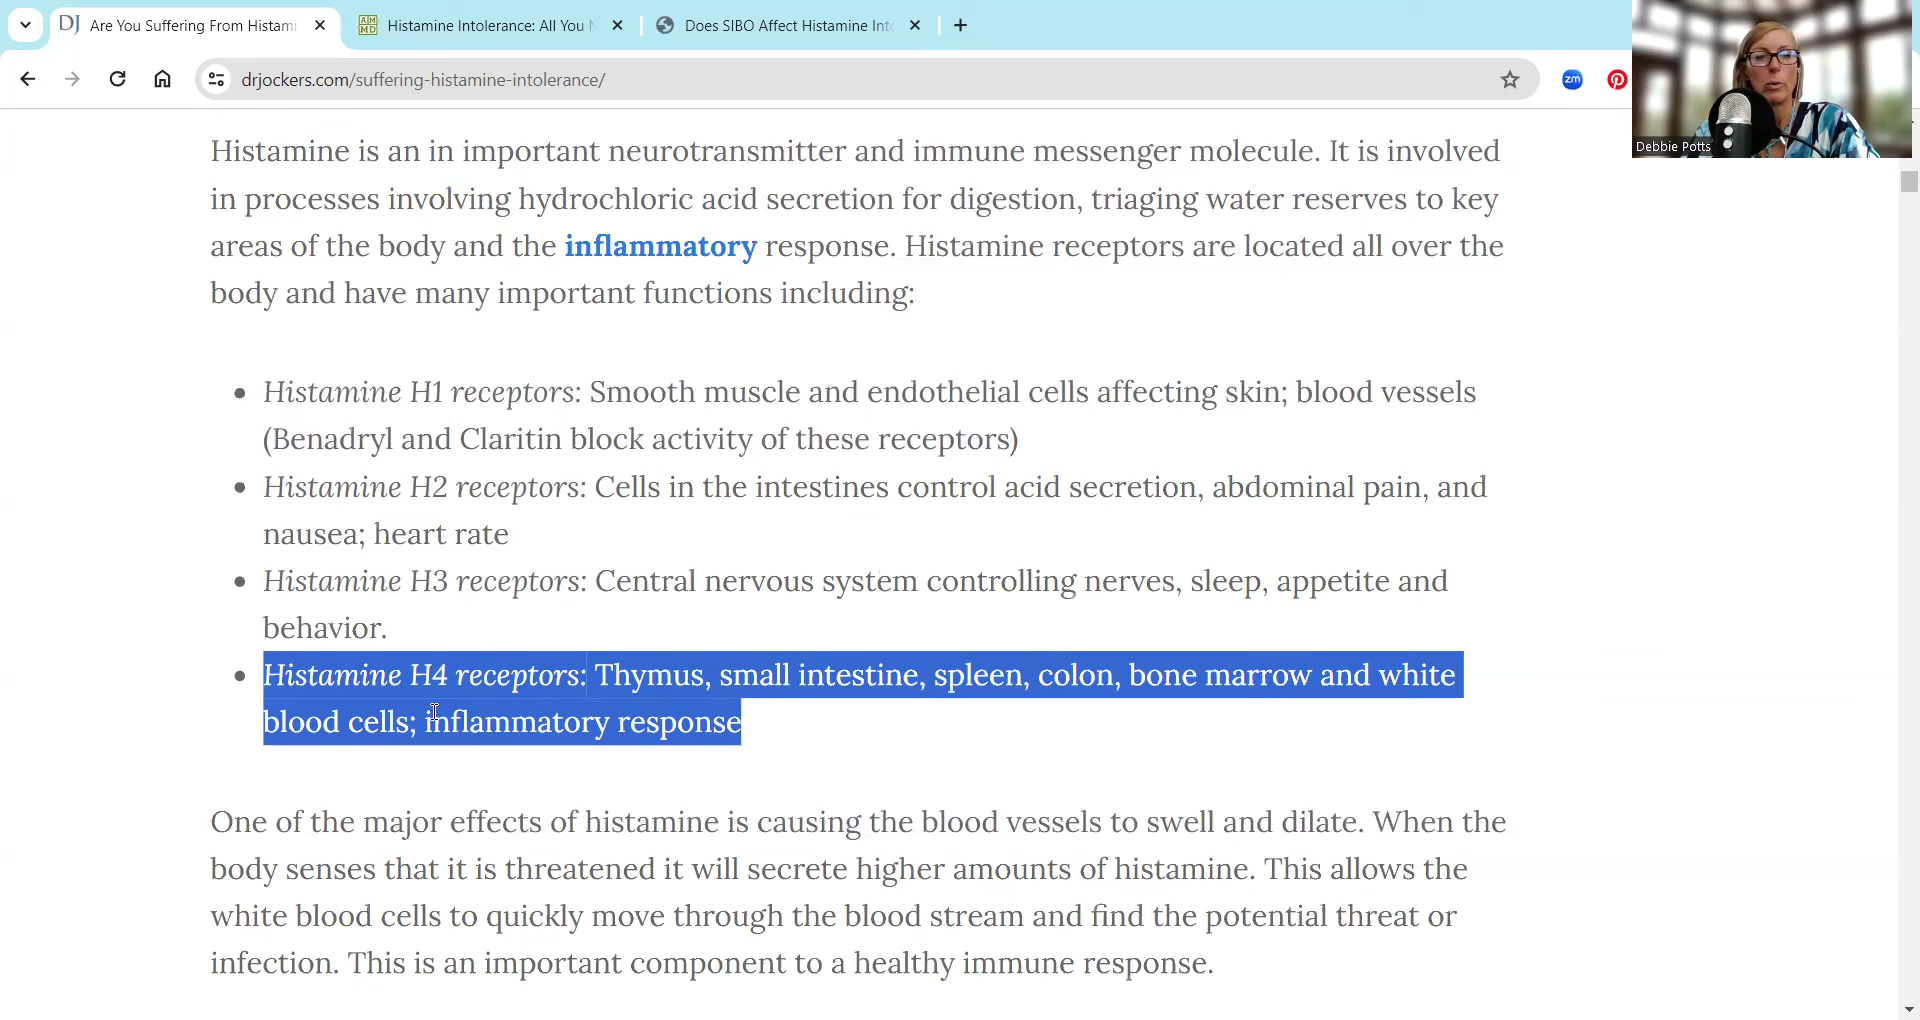 DJ Are You Suffering From Histami
AMMD Histamine Intolerance: All You
Does SIBO Affect Histamine Int
drjockers.com/suffering-histamine-intolerance/
zm
Debbie Potts
Histamine is an in important neurotransmitter and immune messenger molecule. It is involved
in processes involving hydrochloric acid secretion for digestion, triaging water reserves to key
areas of the body and the inflammatory response. Histamine receptors are located all over the
body and have many important functions including:
• Histamine H1 receptors: Smooth muscle and endothelial cells affecting skin; blood vessels
(Benadryl and Claritin block activity of these receptors)
• Histamine H2 receptors: Cells in the intestines control acid secretion, abdominal pain, and
nausea; heart rate
• Histamine H3 receptors: Central nervous system controlling nerves, sleep, appetite and
behavior.
• Histamine H4 receptors: Thymus, small intestine, spleen, colon, bone marrow and white
blood cells; inflammatory response
One of the major effects of histamine is causing the blood vessels to swell and dilate. When the
body senses that it is threatened it will secrete higher amounts of histamine. This allows the
white blood cells to quickly move through the blood stream and find the potential threat or
infection. This is an important component to a healthy immune response.